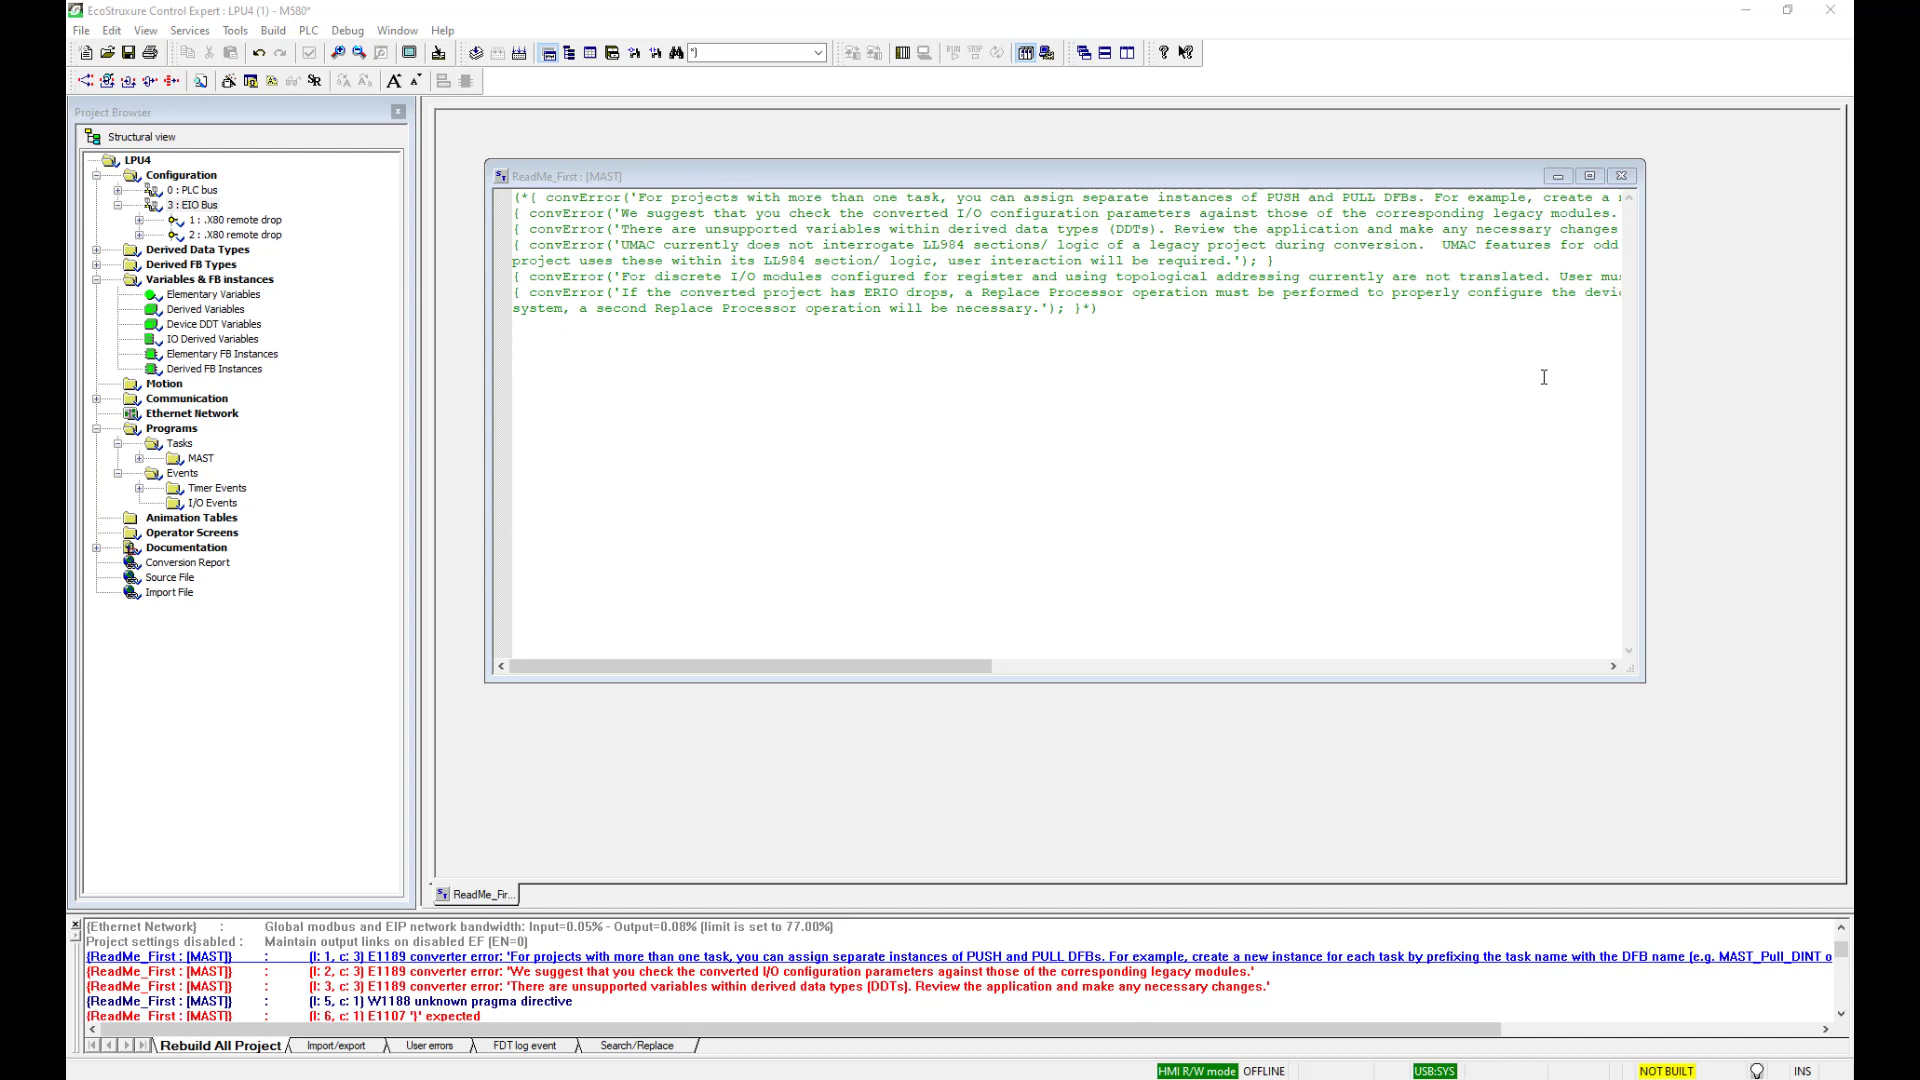 EcoStruxure Control Expert : LPU4 (1) - M580*
File Edit View Services Tools Build PLC Debug Window Help
*)
Project Browser
Structural view
LPU4
Configuration
0 : PLC bus
3 : EIO Bus
1 : .X80 remote drop
2 : .X80 remote drop
Derived Data Types
Derived FB Types
Variables & FB instances
Elementary Variables
Derived Variables
Device DDT Variables
IO Derived Variables
Elementary FB Instances
Derived FB Instances
Motion
Communication
Ethernet Network
Programs
Tasks
MAST
Events
Timer Events
I/O Events
Animation Tables
Operator Screens
Documentation
Conversion Report
Source File
Import File
ReadMe_First : [MAST]
(*{ convError('For projects with more than one task, you can assign separate instances of PUSH and PULL DFBs. For example, create a
{ convError('We suggest that you check the converted I/O configuration parameters against those of the corresponding legacy modules.
{ convError('There are unsupported variables within derived data types (DDTs). Review the application and make any necessary changes
{ convError('UMAC currently does not interrogate LL984 sections/ logic of a legacy project during conversion.  UMAC features for odd
project uses these within its LL984 section/ logic, user interaction will be required.'); }
{ convError('For discrete I/O modules configured for register and using topological addressing currently are not translated. User mu
{ convError('If the converted project has ERIO drops, a Replace Processor operation must be performed to properly configure the devi
system, a second Replace Processor operation will be necessary.'); }*)
ReadMe_Fir...
{Ethernet Network} : Global modbus and EIP network bandwidth: Input=0.05% - Output=0.08% (limit is set to 77.00%)
Project settings disabled : Maintain output links on disabled EF (EN=0)
{ReadMe_First : [MAST]} : (l: 1, c: 3) E1189 converter error: 'For projects with more than one task, you can assign separate instances of PUSH and PULL DFBs. For example, create a new instance for each task by prefixing the task name with the DFB name (e.g. MAST_Pull_DINT o
{ReadMe_First : [MAST]} : (l: 2, c: 3) E1189 converter error: 'We suggest that you check the converted I/O configuration parameters against those of the corresponding legacy modules.'
{ReadMe_First : [MAST]} : (l: 3, c: 3) E1189 converter error: 'There are unsupported variables within derived data types (DDTs). Review the application and make any necessary changes.'
{ReadMe_First : [MAST]} : (l: 5, c: 1) W1188 unknown pragma directive
{ReadMe_First : [MAST]} : (l: 6, c: 1) E1107 '}' expected
Rebuild All Project Import/export User errors FDT log event Search/Replace
HMI R/W mode OFFLINE USB:SYS NOT BUILT INS